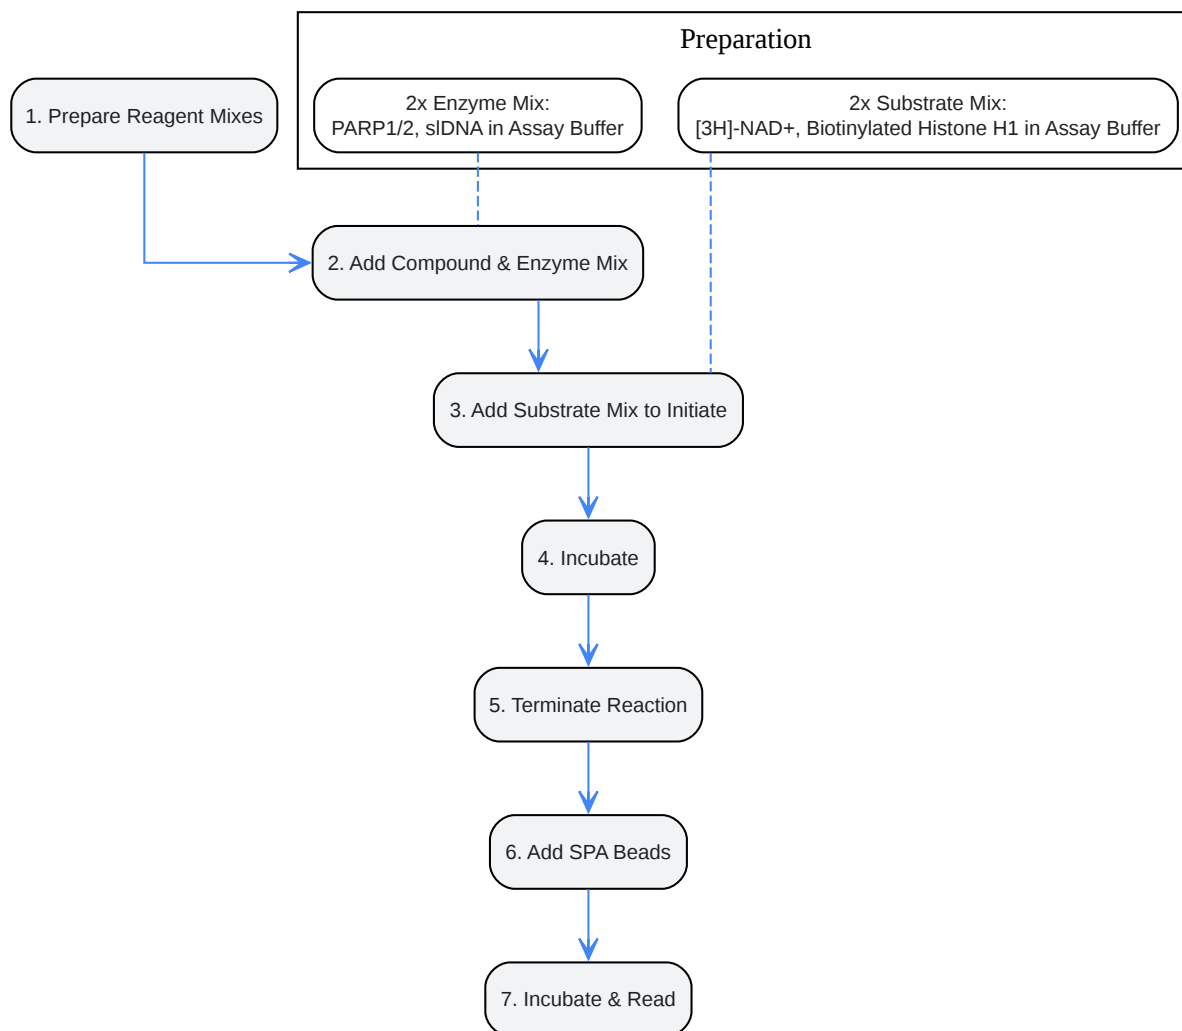 Preparation
1. Prepare Reagent Mixes
2x Enzyme Mix:
PARP1/2, slDNA in Assay Buffer
2x Substrate Mix:
[3H]-NAD+, Biotinylated Histone H1 in Assay Buffer
2. Add Compound & Enzyme Mix
3. Add Substrate Mix to Initiate
4. Incubate
5. Terminate Reaction
6. Add SPA Beads
7. Incubate & Read